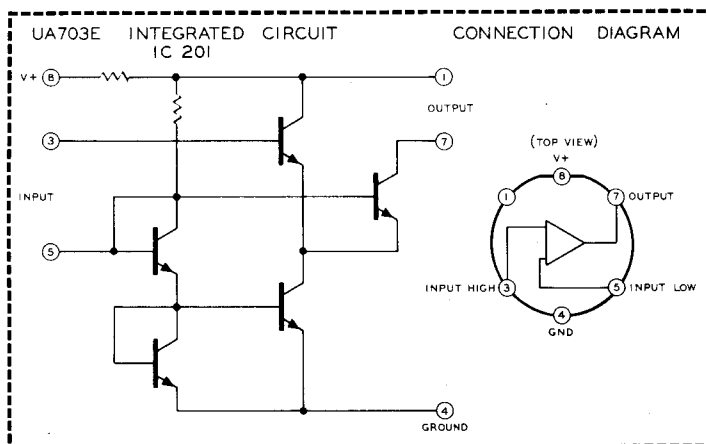 UA703E INTEGRATED CIRCUIT
IC 201
CONNECTION DIAGRAM
V+ 8
1
OUTPUT
3
7
INPUT
5
4
GROUND
(TOP VIEW)
V+
8
1
7 OUTPUT
INPUT HIGH 3
5 INPUT LOW
4
GND